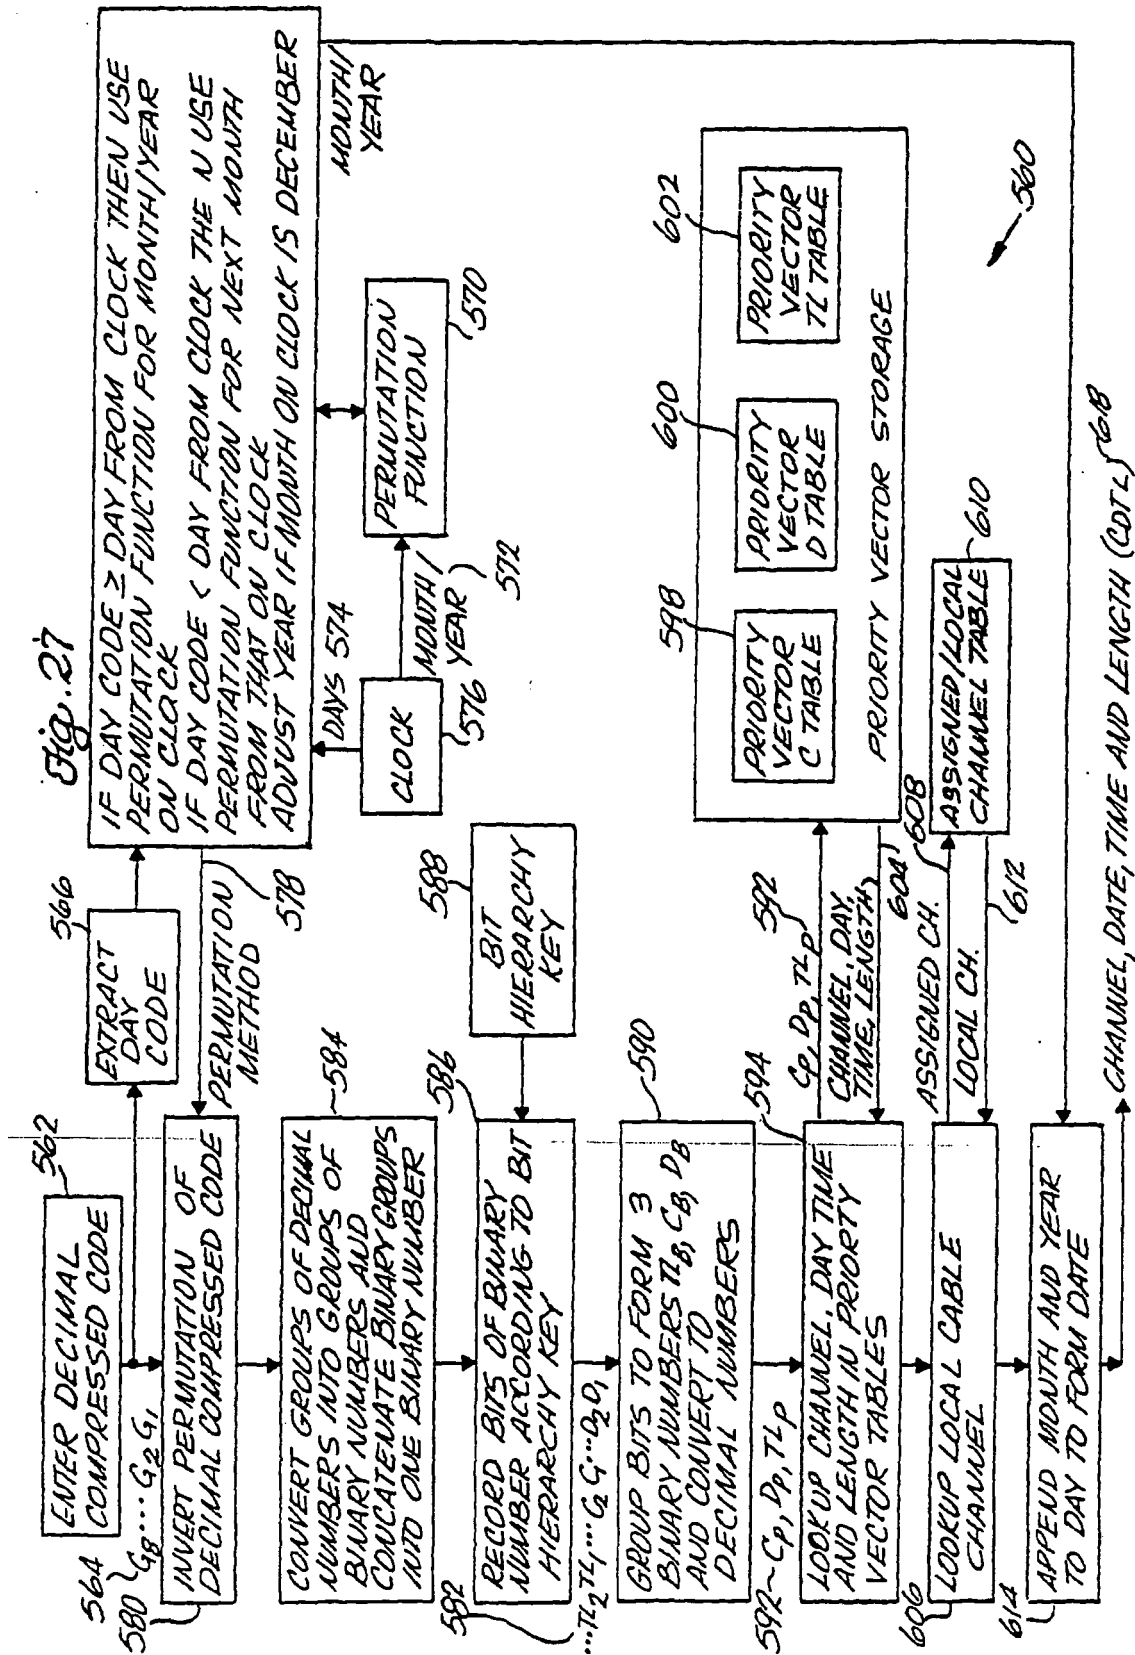 Fig. 27
562
ENTER DECIMAL
COMPRESSED CODE
564
G8 ... G2 G1
566
EXTRACT
DAY
CODE
IF DAY CODE ≥ DAY FROM CLOCK THEN USE
PERMUTATION FUNCTION FOR MONTH/YEAR
ON CLOCK
IF DAY CODE < DAY FROM CLOCK THE N USE
PERMUTATION FUNCTION FOR NEXT MONTH
FROM THAT ON CLOCK
ADJUST YEAR IF MONTH ON CLOCK IS DECEMBER
MONTH/
YEAR
580
INVERT PERMUTATION OF
DECIMAL COMPRESSED CODE
PERMUTATION
METHOD
578
DAYS 574
CLOCK
576
MONTH/
YEAR
572
PERMUTATION
FUNCTION
570
584
CONVERT GROUPS OF DECIMAL
NUMBERS INTO GROUPS OF
BINARY NUMBERS AND
CONCATENATE BINARY GROUPS
INTO ONE BINARY NUMBER
586
588
BIT
HIERARCHY
KEY
RECORD BITS OF BINARY
NUMBER ACCORDING TO BIT
HIERARCHY KEY
582
...TL2 TL1 ... C2 C1 ... D2 D1
590
GROUP BITS TO FORM 3
BINARY NUMBERS TLB, CB, DB
AND CONVERT TO
DECIMAL NUMBERS
592~CP, DP, TLP
594
LOOKUP CHANNEL, DAY TIME
AND LENGTH IN PRIORTY
VECTOR TABLES
CP, DP, TLP
592
CHANNEL, DAY,
TIME, LENGTH
604
598
PRIORITY
VECTOR
C TABLE
600
PRIORITY
VECTOR
D TABLE
602
PRIORITY
VECTOR
TL TABLE
PRIORITY VECTOR STORAGE
560
606
LOOKUP LOCAL CABLE
CHANNEL
ASSIGNED CH.
608
LOCAL CH.
612
ASSIGNED/LOCAL
CHANNEL TABLE
610
614
APPEND MONTH AND YEAR
TO DAY TO FORM DATE
CHANNEL, DATE, TIME AND LENGTH (CDTL)
618